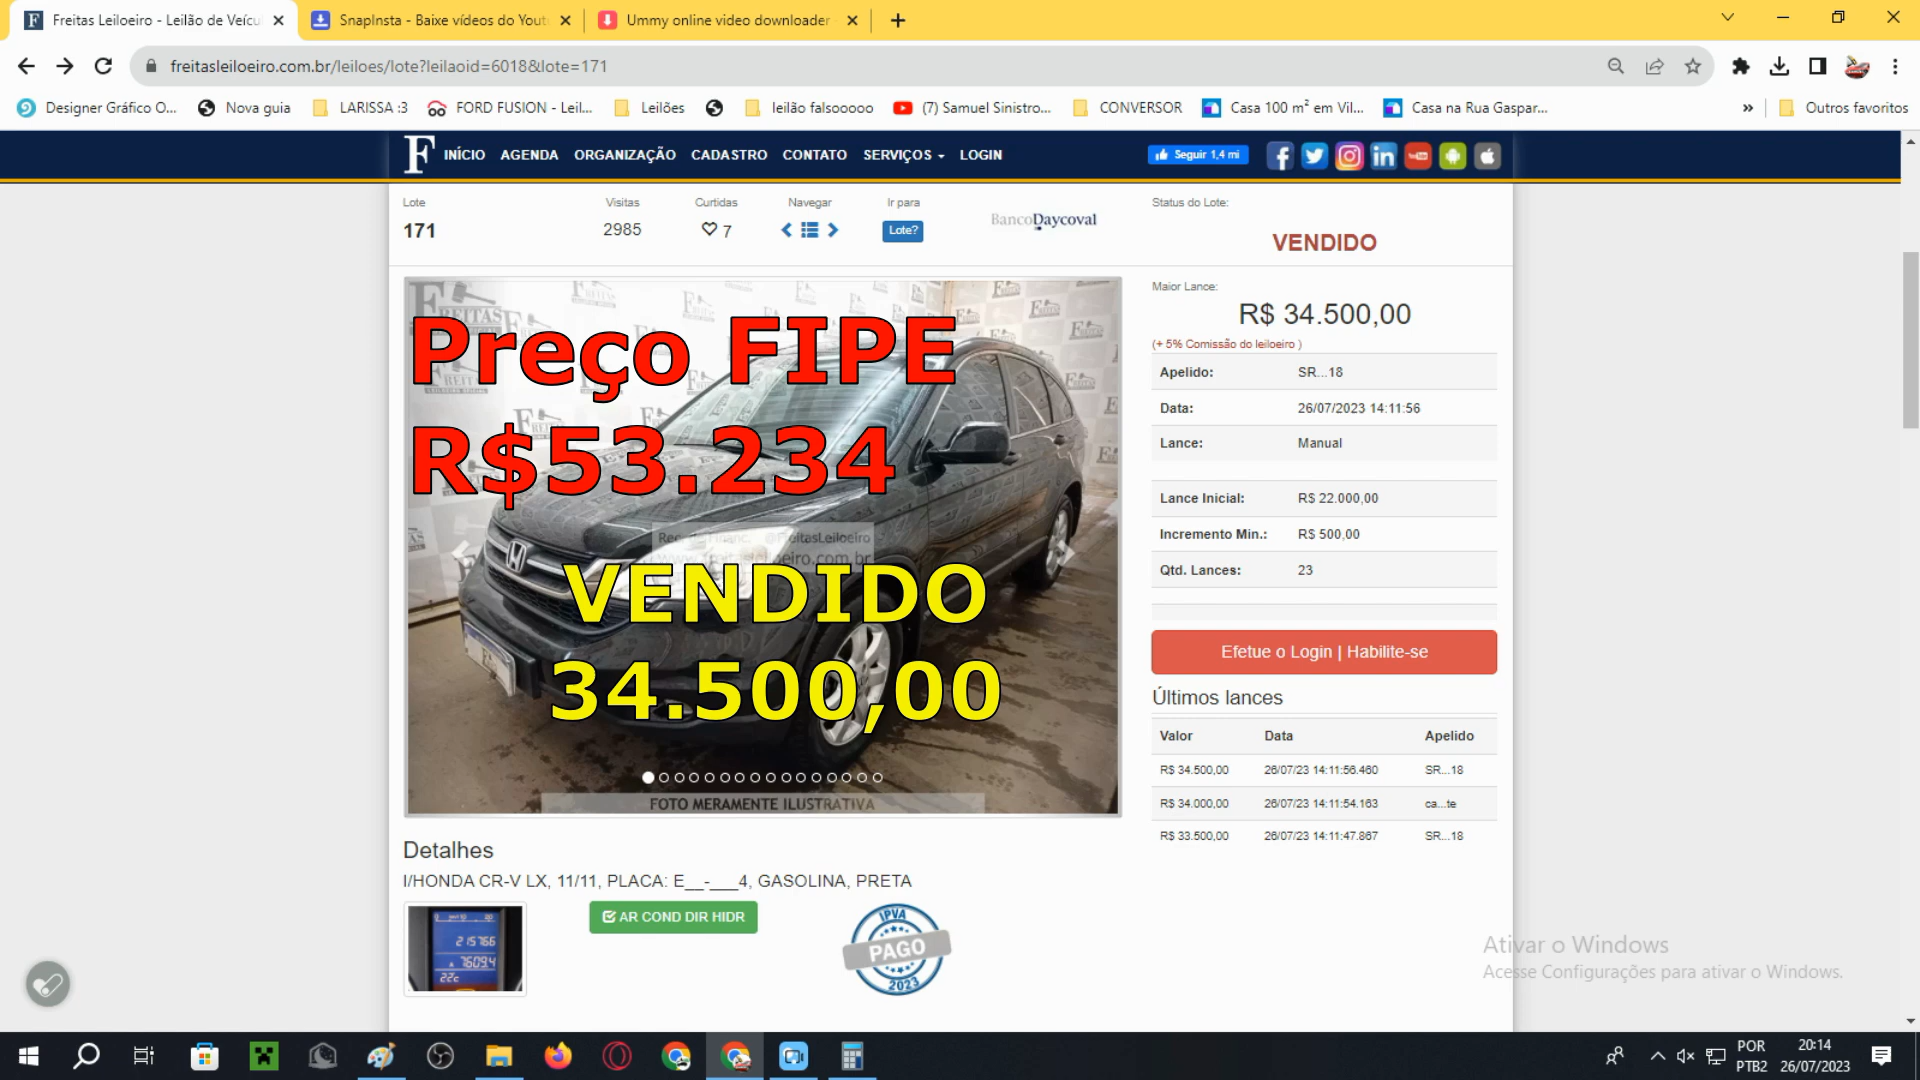 Freitas Leiloeiro - Leilão de Veícu
SnapInsta - Baixe vídeos do Yout
Ummy online video downloader
freitasleiloeiro.com.br/leiloes/lote?leilaoid=6018&lote=171
Designer Gráfico O...
Nova guia
LARISSA :3
FORD FUSION - Leil...
Leilões
leilão falsooooo
(7) Samuel Sinistro...
CONVERSOR
Casa 100 m² em Vil...
Casa na Rua Gaspar...
»
Outros favoritos
F INÍCIO AGENDA ORGANIZAÇÃO CADASTRO CONTATO SERVIÇOS LOGIN
Seguir 1,4 mi
Lote
171
Visitas
2985
Curtidas
7
Navegar
Ir para
Lote?
BancoDaycoval
Status do Lote:
VENDIDO
Preço FIPE
R$53.234
@FreitasLeiloeiro
www.freitasleiloeiro.com.br
VENDIDO
34.500,00
FOTO MERAMENTE ILUSTRATIVA
Maior Lance:
R$ 34.500,00
(+ 5% Comissão do leiloeiro )
Apelido: SR...18
Data: 26/07/2023 14:11:56
Lance: Manual
Lance Inicial: R$ 22.000,00
Incremento Min.: R$ 500,00
Qtd. Lances: 23
Efetue o Login | Habilite-se
Últimos lances
Valor Data Apelido
R$ 34.500,00 26/07/23 14:11:56.460 SR...18
R$ 34.000,00 26/07/23 14:11:54.163 ca...te
R$ 33.500,00 26/07/23 14:11:47.867 SR...18
Detalhes
I/HONDA CR-V LX, 11/11, PLACA: E__-___4, GASOLINA, PRETA
215766
7609.4
22c
AR COND DIR HIDR
IPVA
PAGO
2023
Ativar o Windows
Acesse Configurações para ativar o Windows.
POR
PTB2
20:14
26/07/2023